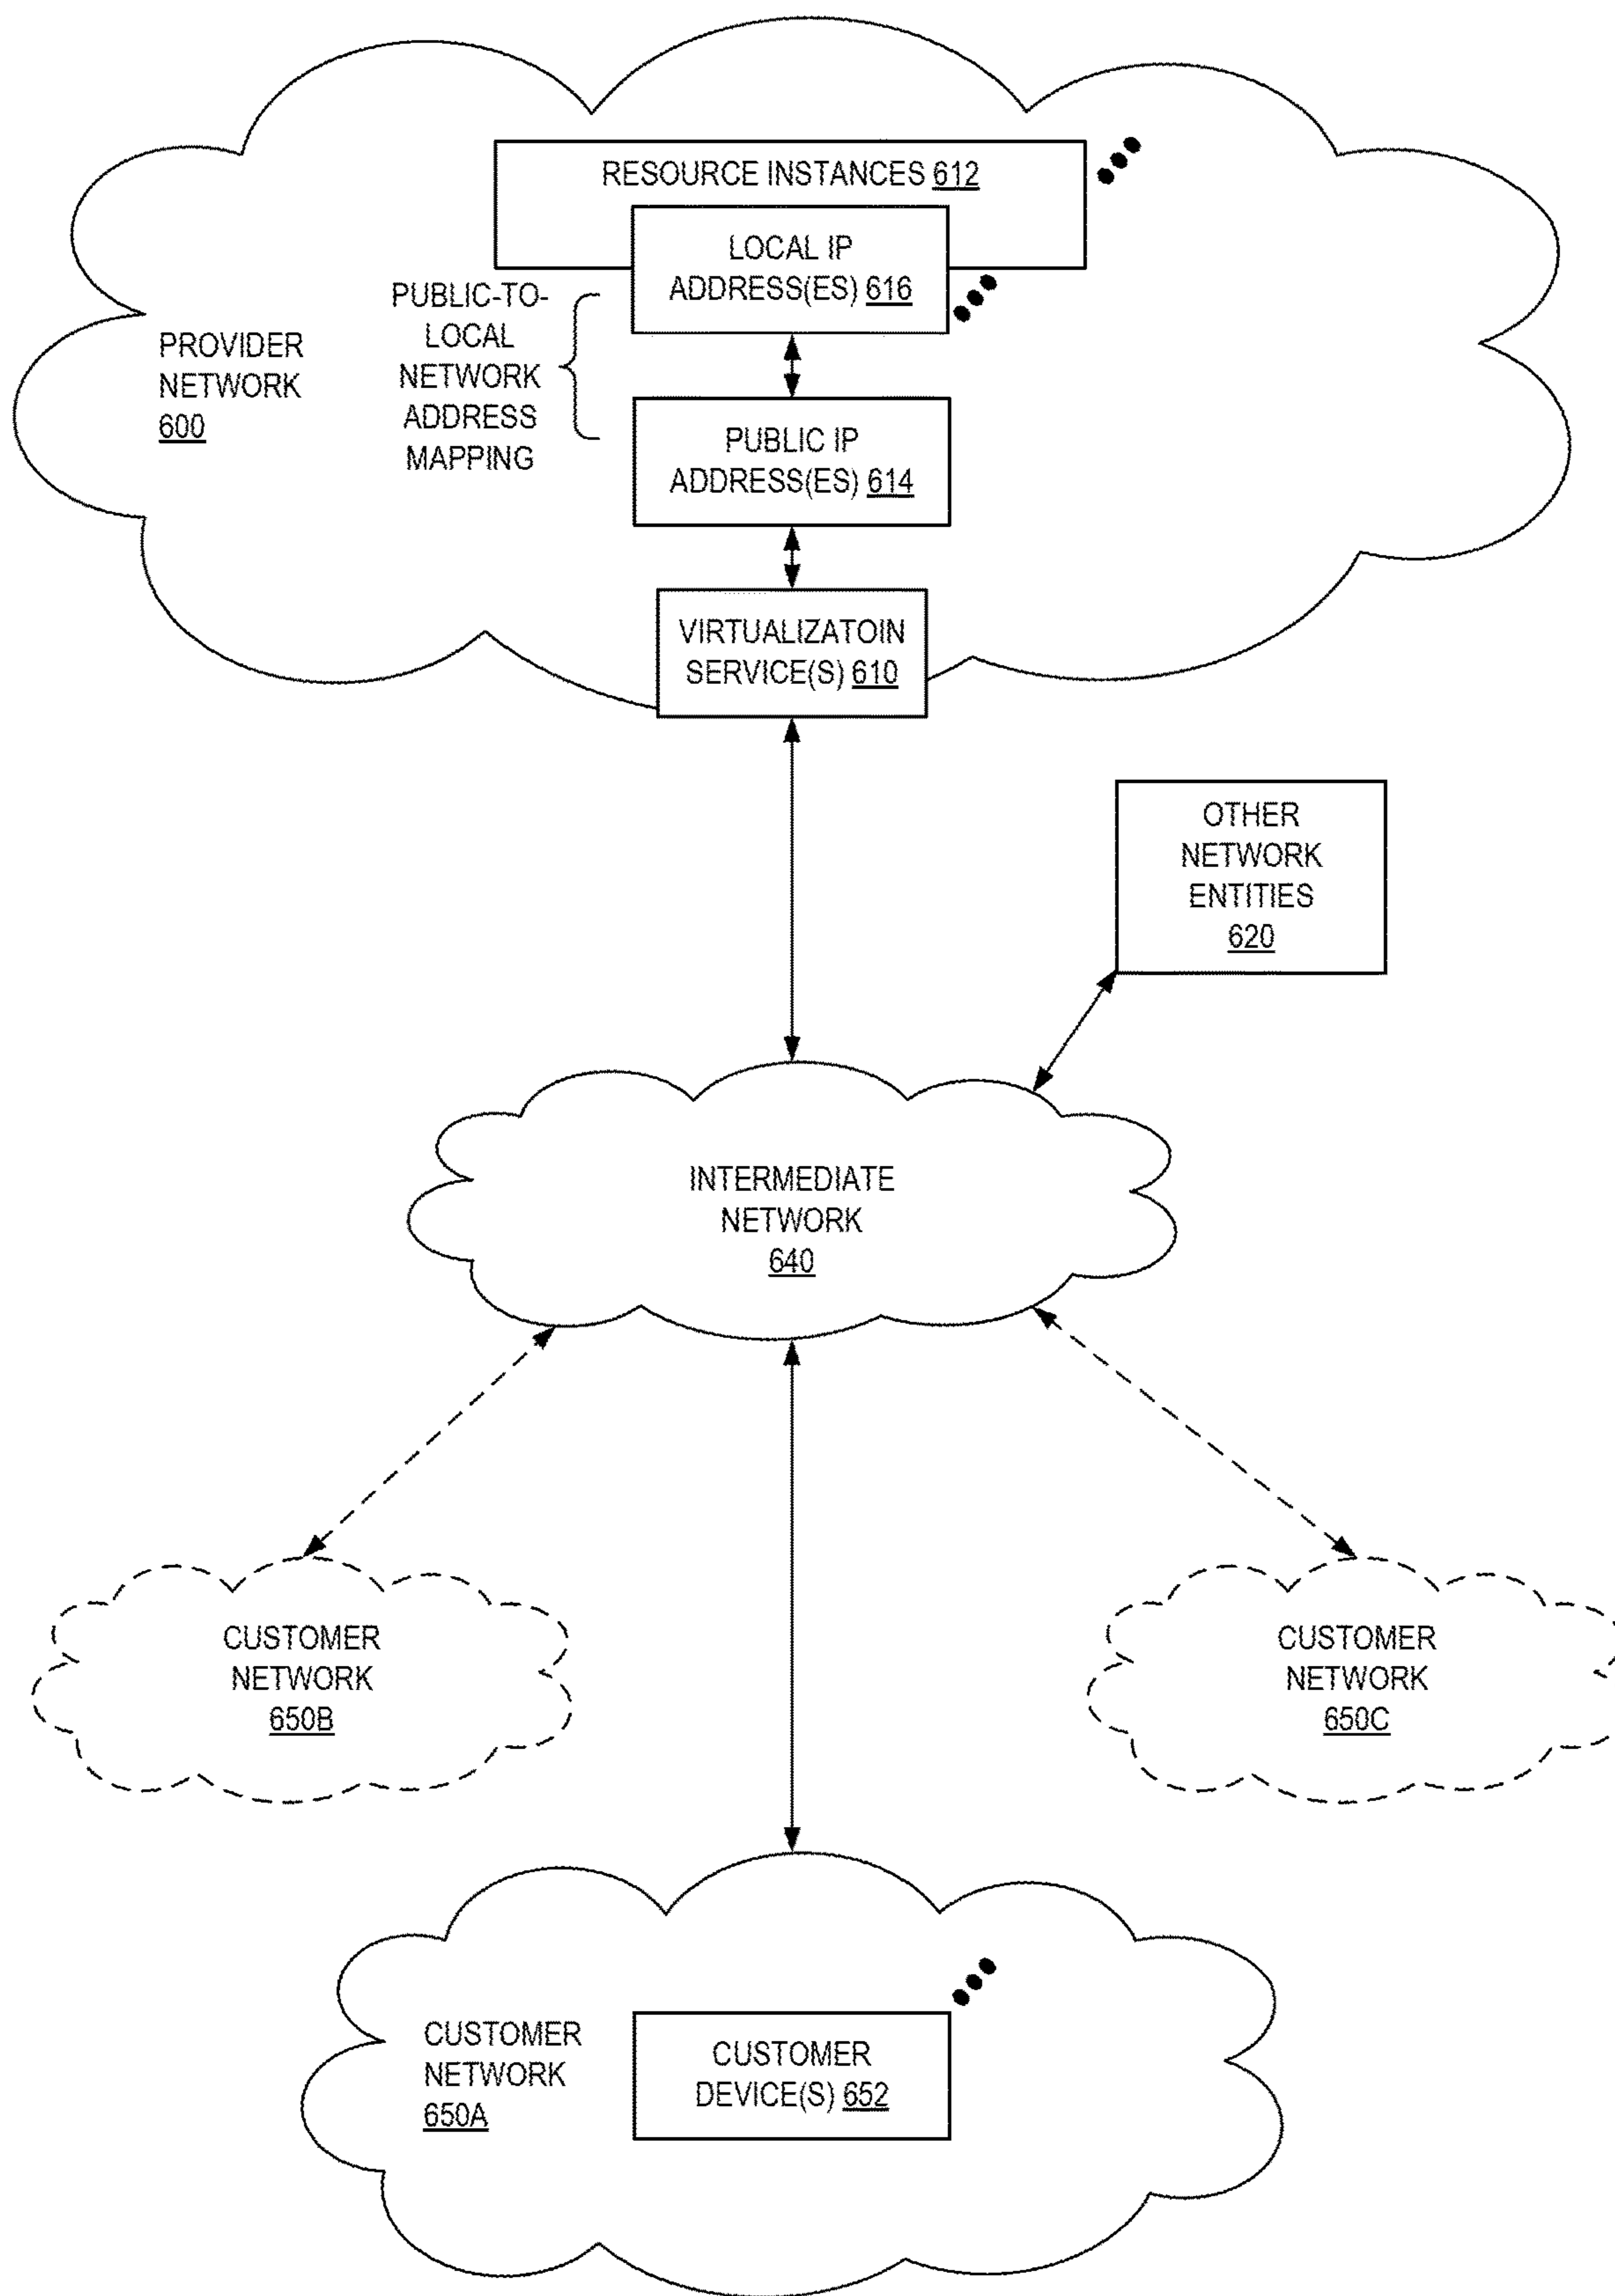 RESOURCE INSTANCES 612
LOCAL IP
ADDRESS(ES) 616
PUBLIC-TO-
LOCAL
NETWORK
ADDRESS
MAPPING
PROVIDER
NETWORK
600
PUBLIC IP
ADDRESS(ES) 614
VIRTUALIZATOIN
SERVICE(S) 610
OTHER
NETWORK
ENTITIES
620
INTERMEDIATE
NETWORK
640
CUSTOMER
NETWORK
650B
CUSTOMER
NETWORK
650C
CUSTOMER
NETWORK
650A
CUSTOMER
DEVICE(S) 652